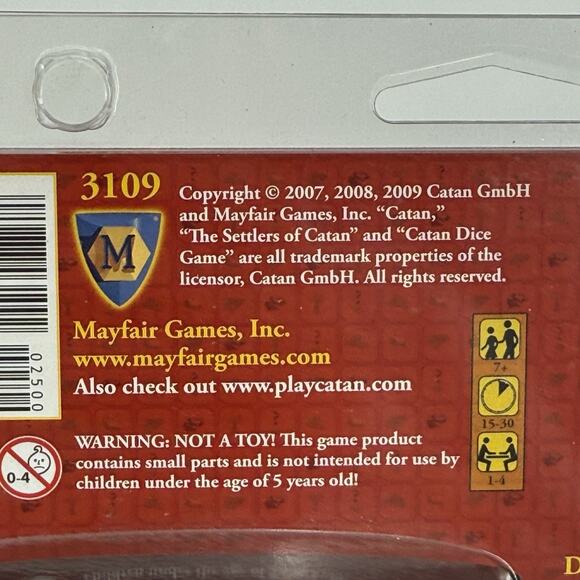 3109
Copyright © 2007, 2008, 2009 Catan GmbH
and Mayfair Games, Inc. “Catan,”
“The Settlers of Catan” and “Catan Dice
Game” are all trademark properties of the
licensor, Catan GmbH. All rights reserved.
M
Mayfair Games, Inc.
www.mayfairgames.com
Also check out www.playcatan.com
02500
7+
15-30
1-4
0-4
WARNING: NOT A TOY! This game product
contains small parts and is not intended for use by
children under the age of 5 years old!
D